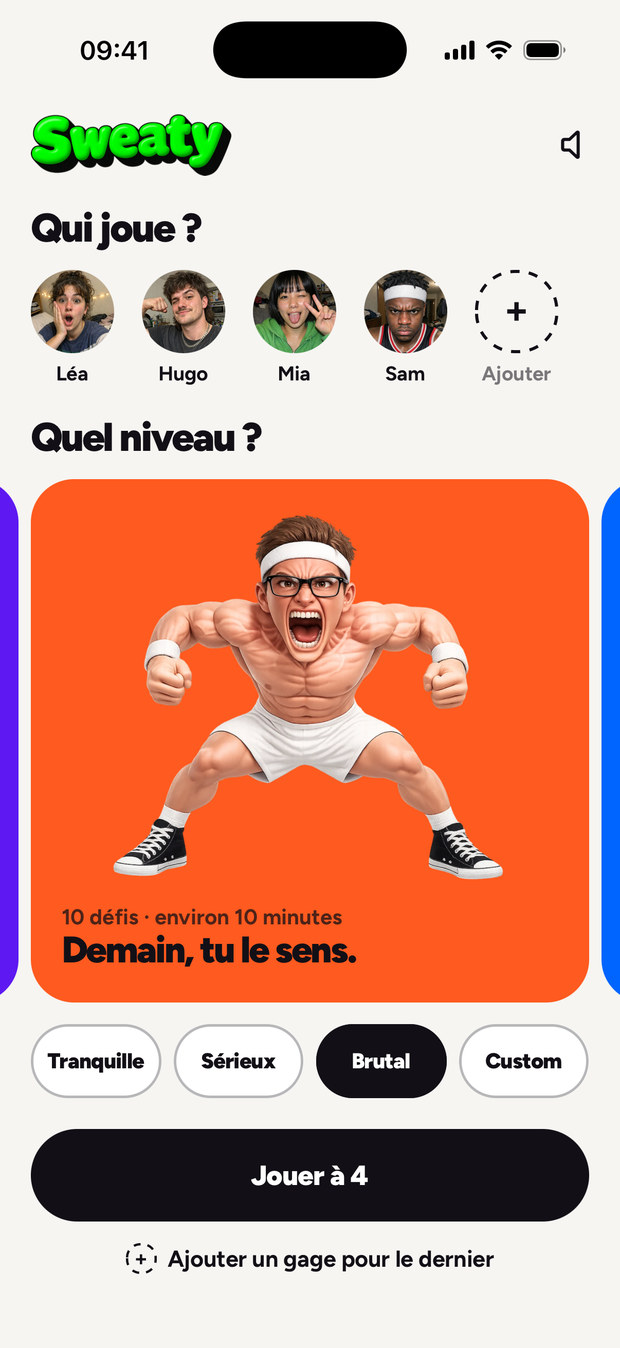 09:41
Sweaty
Qui joue ?
Léa
Hugo
Mia
Sam
Ajouter
Quel niveau ?
10 défis · environ 10 minutes
Demain, tu le sens.
Tranquille
Sérieux
Brutal
Custom
Jouer à 4
Ajouter un gage pour le dernier